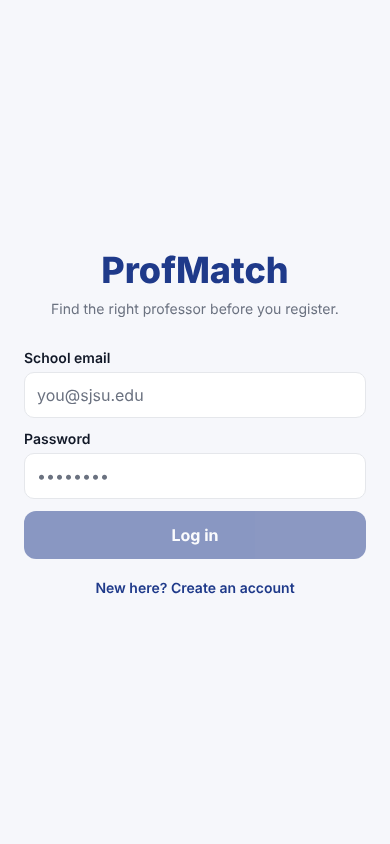 ProfMatch
Find the right professor before you register.
School email
you@sjsu.edu
Password
••••••••
Log in
New here? Create an account